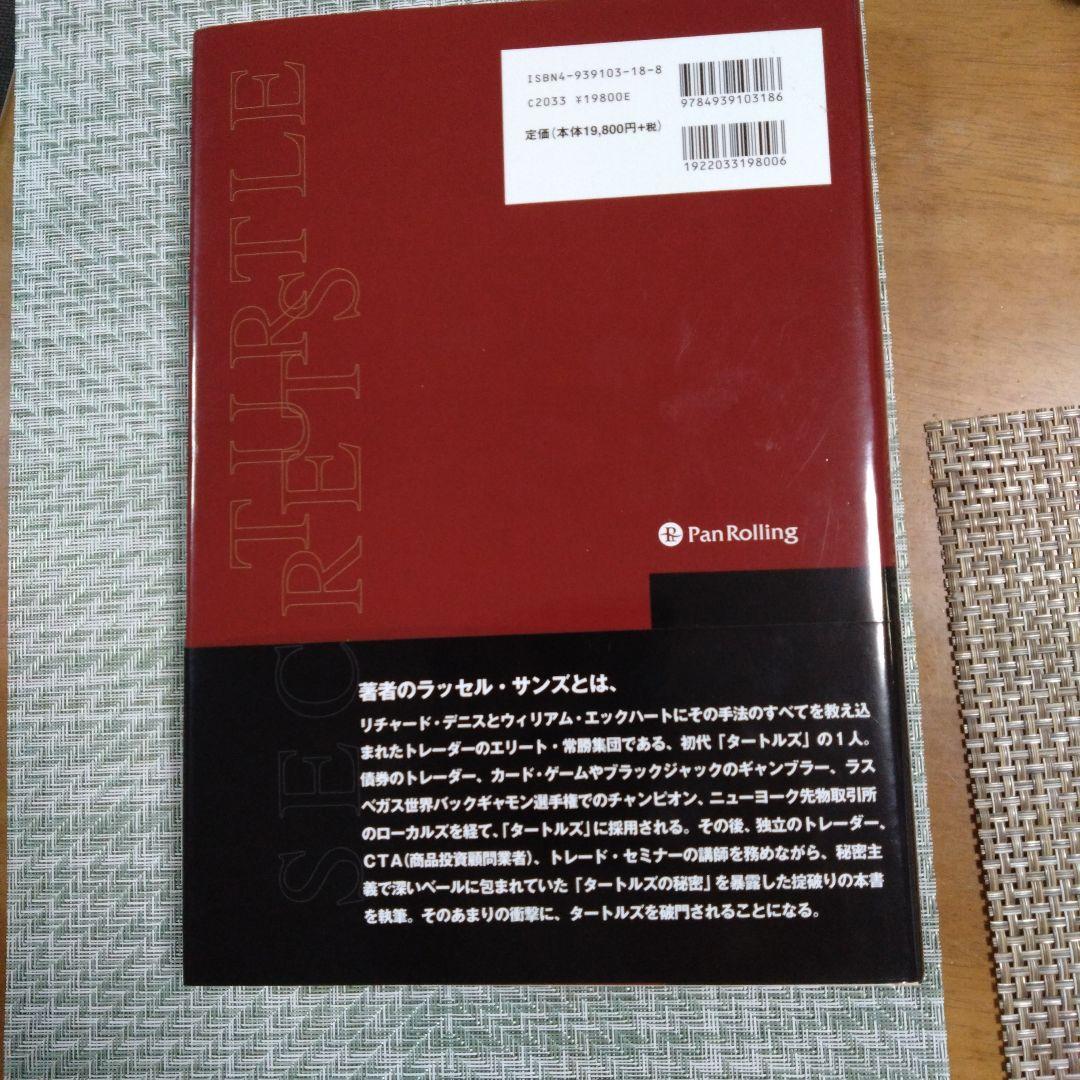 ISBN4-939103-18-8
C2033 ¥19800E
定価(本体19,800円+税)
9784939103186
1922033198006
TURTLE
SECRETS
PanRolling
著者のラッセル・サンズとは、
リチャード・デニスとウィリアム・エックハートにその手法のすべてを教え込
まれたトレーダーのエリート・常勝集団である、初代「タートルズ」の1人。
債券のトレーダー、カード・ゲームやブラックジャックのギャンブラー、ラス
ベガス世界バックギャモン選手権でのチャンピオン、ニューヨーク先物取引所
のローカルズを経て、「タートルズ」に採用される。その後、独立のトレーダー、
CTA(商品投資顧問業者)、トレード・セミナーの講師を務めながら、秘密主
義で深いベールに包まれていた「タートルズの秘密」を暴露した掟破りの本書
を執筆。そのあまりの衝撃に、タートルズを破門されることになる。